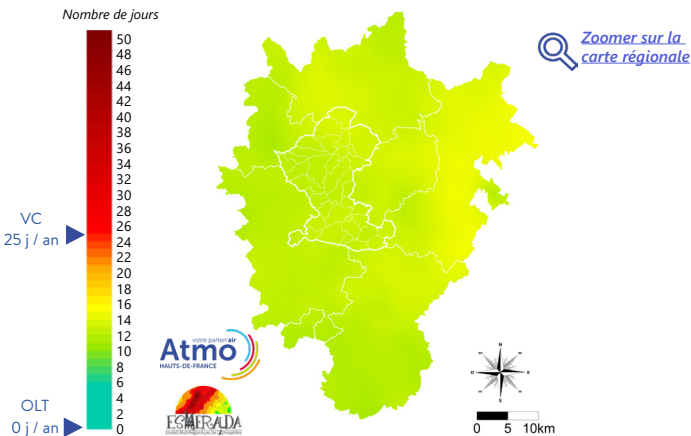 Nombre de jours
50
48
46
44
42
40
38
36
34
32
30
28
26
24
22
20
18
16
14
12
10
8
6
4
2
0
VC
25 j / an
OLT
0 j / an
Zoomer sur la
carte régionale
votre parten'air
Atmo
HAUTS-DE-FRANCE
ESMERALDA
N
O
E
S
0 5 10km